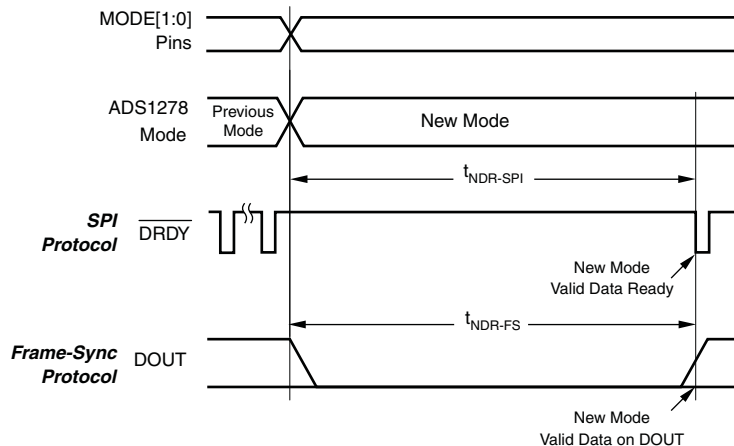 MODE[1:0]
Pins
ADS1278
Mode
Previous
Mode
New Mode
tNDR-SPI
SPI
Protocol
DRDY
New Mode
Valid Data Ready
tNDR-FS
Frame-Sync
Protocol
DOUT
New Mode
Valid Data on DOUT